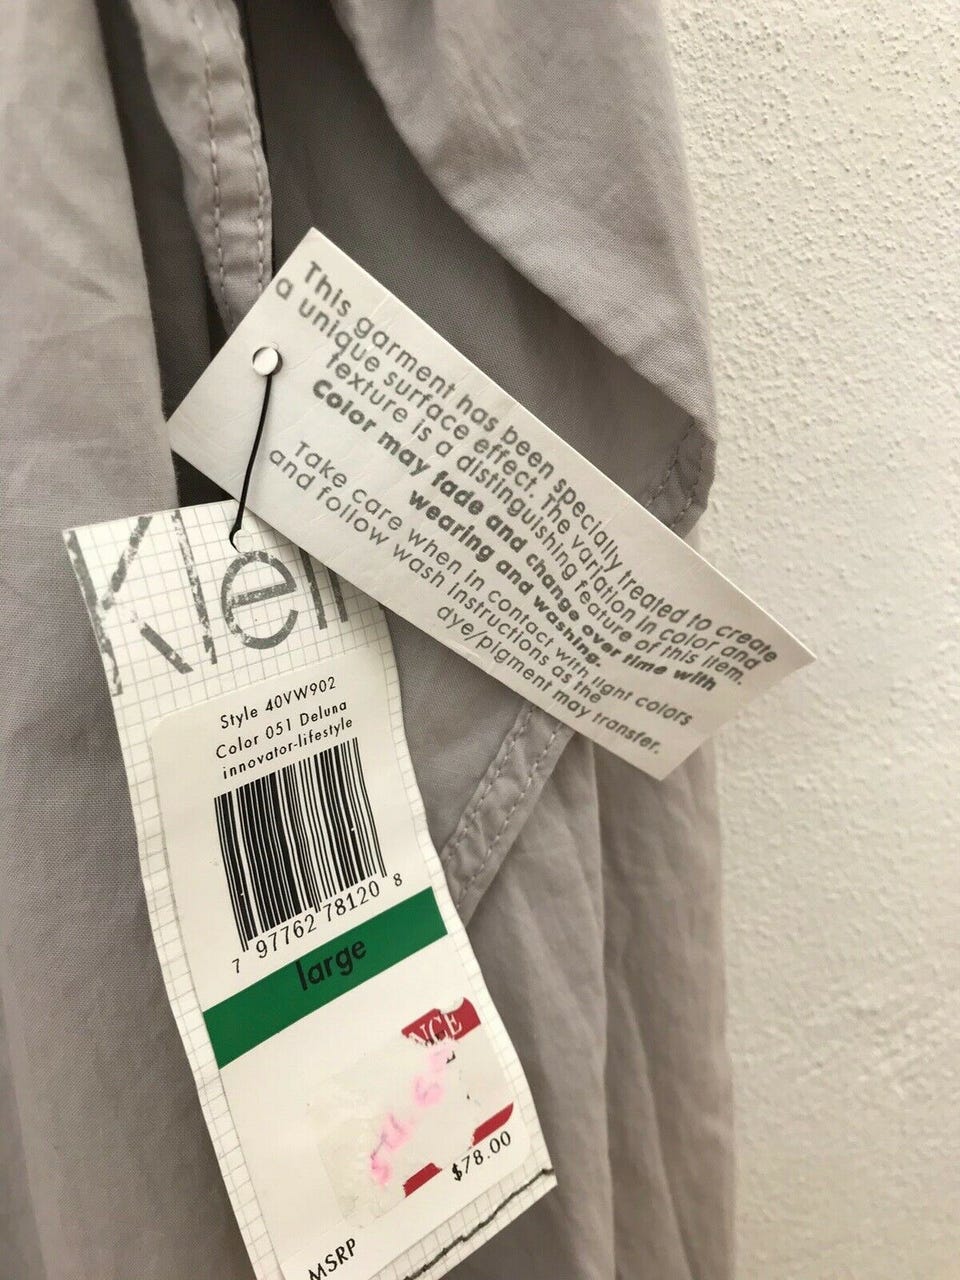 This garment has been specially treated to create
a unique surface effect. The variation in color and
texture is a distinguishing feature of this item.
Color may fade and change over time with
wearing and washing.
Take care when in contact with light colors
and follow wash instructions as the
dye/pigment may transfer.
Klein
Style 40VW902
Color 051 Deluna
innovator-lifestyle
7 97762 78120 8
large
NCE
$78.00
MSRP